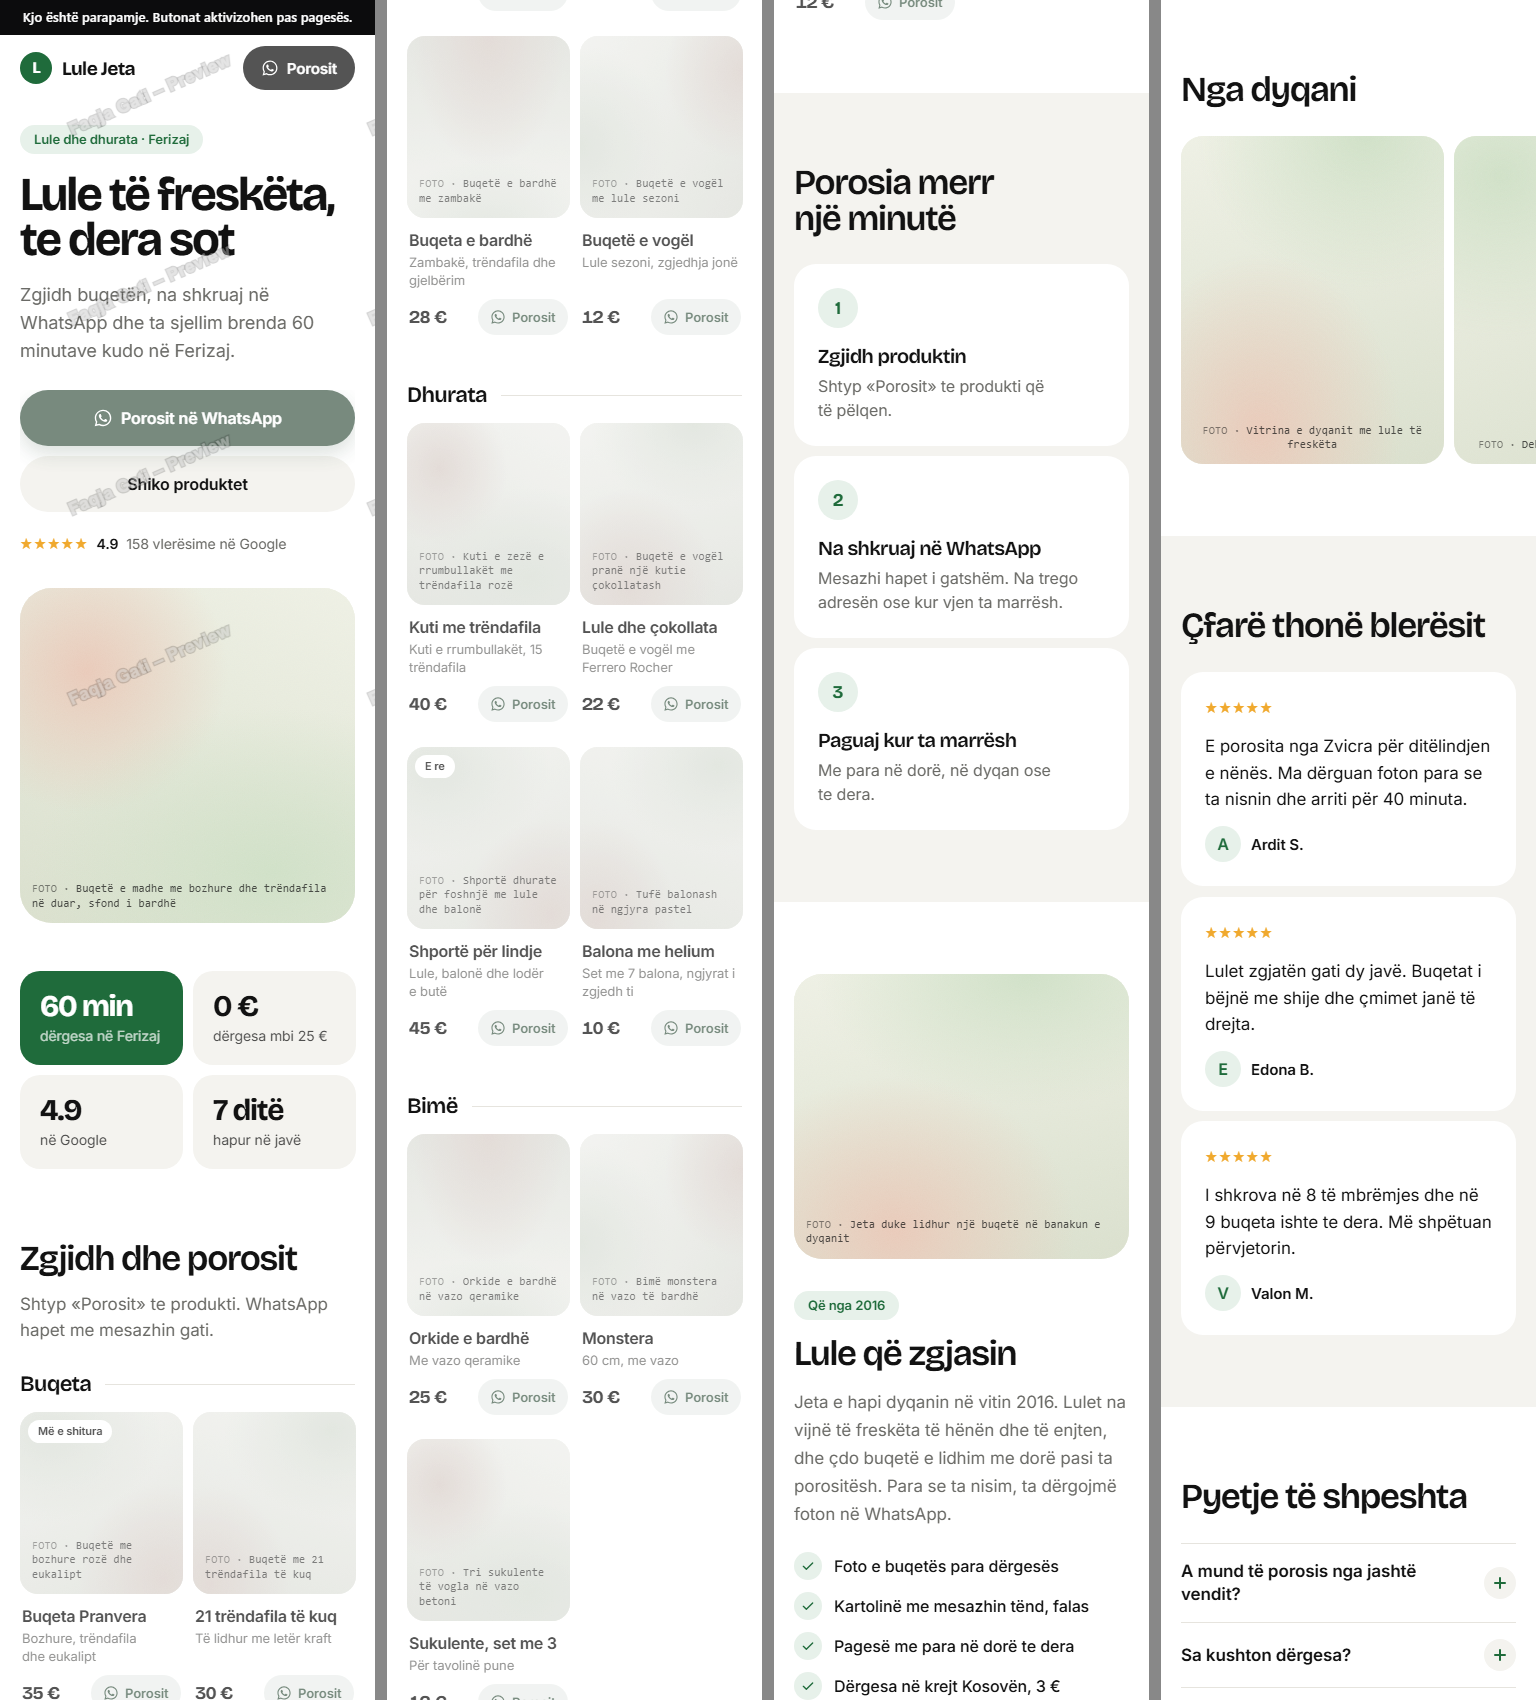 Kjo është parapamje. Butonat aktivizohen pas pagesës.
L
Lule Jeta
Porosit
Faqja Gati – Preview
Lule dhe dhurata · Ferizaj
Lule të freskëta,
te dera sot
Faqja Gati – Preview
Zgjidh buqetën, na shkruaj në
WhatsApp dhe ta sjellim brenda 60
minutave kudo në Ferizaj.
Porosit në WhatsApp
Faqja Gati – Preview
Shiko produktet
★★★★★ 4.9 158 vlerësime në Google
Faqja Gati – Preview
FOTO · Buqetë e madhe me bozhure dhe trëndafila
në duar, sfond i bardhë
60 min
dërgesa në Ferizaj
0 €
dërgesa mbi 25 €
4.9
në Google
7 ditë
hapur në javë
Zgjidh dhe porosit
Shtyp «Porosit» te produkti. WhatsApp
hapet me mesazhin gati.
Buqeta
Më e shitura
FOTO · Buqetë me
bozhure rozë dhe
eukalipt
Buqeta Pranvera
Bozhure, trëndafila
dhe eukalipt
35 €
Porosit
FOTO · Buqetë me 21
trëndafila të kuq
21 trëndafila të kuq
Të lidhur me letër kraft
30 €
Porosit
FOTO · Buqetë e bardhë
me zambakë
Buqeta e bardhë
Zambakë, trëndafila dhe
gjelbërim
28 €
Porosit
FOTO · Buqetë e vogël
me lule sezoni
Buqetë e vogël
Lule sezoni, zgjedhja jonë
12 €
Porosit
Dhurata
FOTO · Kuti e zezë e
rrumbullakët me
trëndafila rozë
Kuti me trëndafila
Kuti e rrumbullakët, 15
trëndafila
40 €
Porosit
FOTO · Buqetë e vogël
pranë një kutie
çokollatash
Lule dhe çokollata
Buqetë e vogël me
Ferrero Rocher
22 €
Porosit
E re
FOTO · Shportë dhurate
për foshnjë me lule
dhe balonë
Shportë për lindje
Lule, balonë dhe lodër
e butë
45 €
Porosit
FOTO · Tufë balonash
në ngjyra pastel
Balona me helium
Set me 7 balona, ngjyrat i
zgjedh ti
10 €
Porosit
Bimë
FOTO · Orkide e bardhë
në vazo qeramike
Orkide e bardhë
Me vazo qeramike
25 €
Porosit
FOTO · Bimë monstera
në vazo të bardhë
Monstera
60 cm, me vazo
30 €
Porosit
FOTO · Tri sukulente
të vogla në vazo
betoni
Sukulente, set me 3
Për tavolinë pune
12 €
Porosit
12 €
Porosit
Porosia merr
një minutë
1
Zgjidh produktin
Shtyp «Porosit» te produkti që
të pëlqen.
2
Na shkruaj në WhatsApp
Mesazhi hapet i gatshëm. Na trego
adresën ose kur vjen ta marrësh.
3
Paguaj kur ta marrësh
Me para në dorë, në dyqan ose
te dera.
FOTO · Jeta duke lidhur një buqetë në banakun e
dyqanit
Që nga 2016
Lule që zgjasin
Jeta e hapi dyqanin në vitin 2016. Lulet na
vijnë të freskëta të hënën dhe të enjten,
dhe çdo buqetë e lidhim me dorë pasi ta
porositësh. Para se ta nisim, ta dërgojmë
foton në WhatsApp.
Foto e buqetës para dërgesës
Kartolinë me mesazhin tënd, falas
Pagesë me para në dorë te dera
Dërgesa në krejt Kosovën, 3 €
Nga dyqani
FOTO · Vitrina e dyqanit me lule të
freskëta
FOTO ·
Çfarë thonë blerësit
★★★★★
E porosita nga Zvicra për ditëlindjen
e nënës. Ma dërguan foton para se
ta nisnin dhe arriti për 40 minuta.
A
Ardit S.
★★★★★
Lulet zgjatën gati dy javë. Buqetat i
bëjnë me shije dhe çmimet janë të
drejta.
E
Edona B.
★★★★★
I shkrova në 8 të mbrëmjes dhe në
9 buqeta ishte te dera. Më shpëtuan
përvjetorin.
V
Valon M.
Pyetje të shpeshta
A mund të porosis nga jashtë
vendit?
Sa kushton dërgesa?